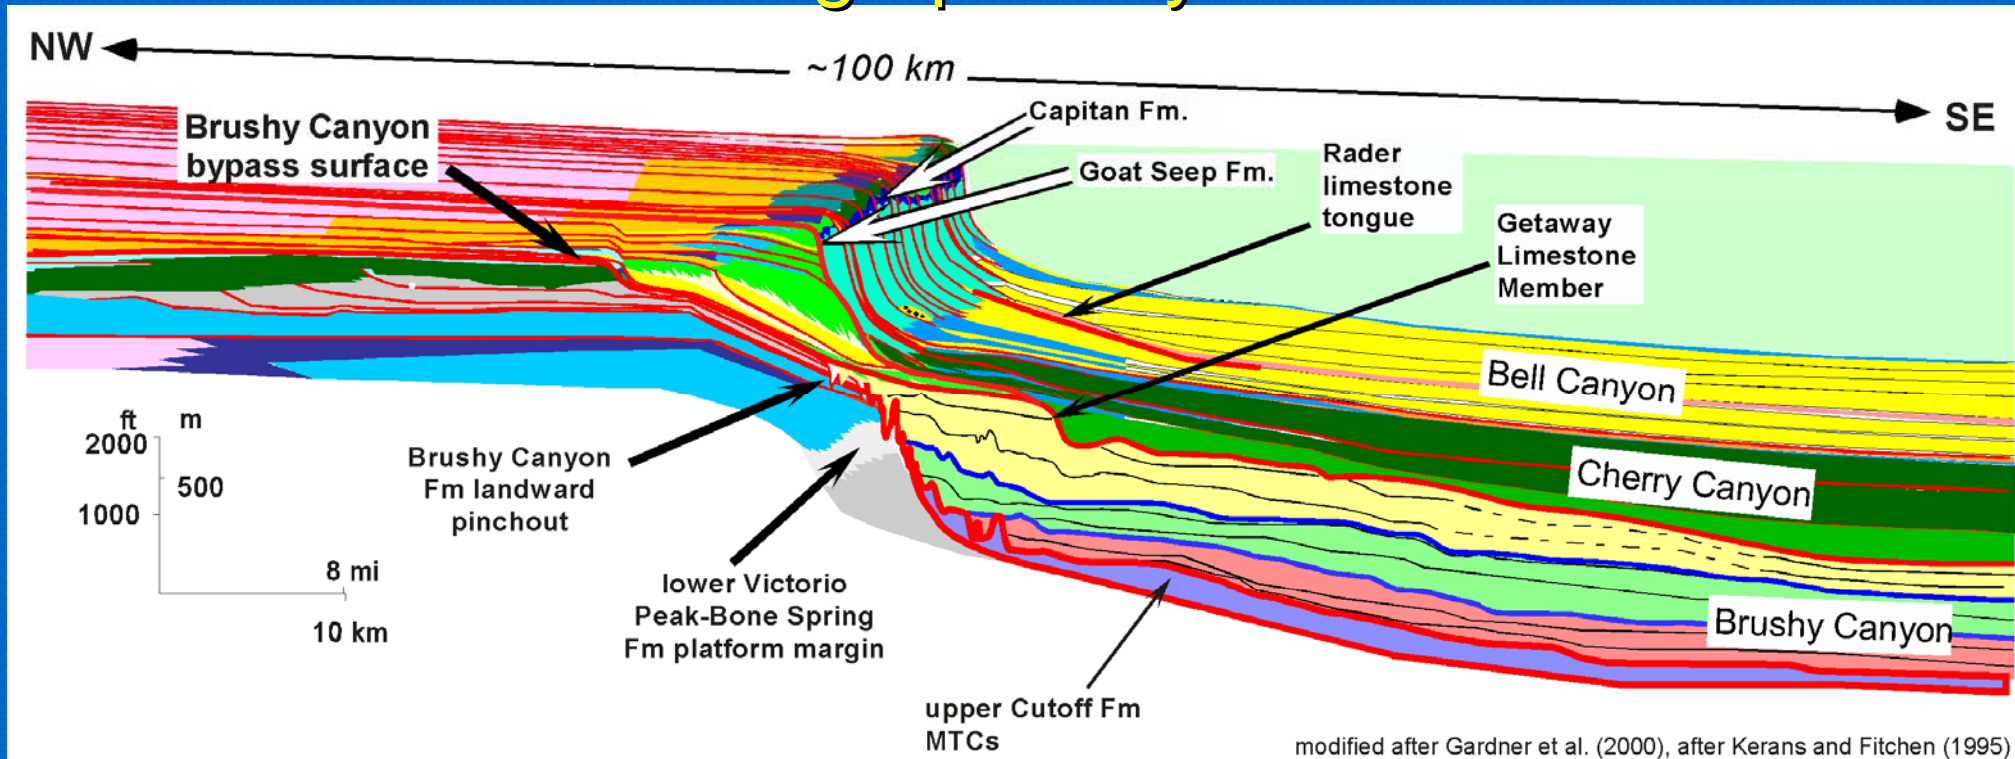 NW
~100 km
SE
Brushy Canyon
bypass surface
Capitan Fm.
Goat Seep Fm.
Rader
limestone
tongue
Getaway
Limestone
Member
Bell Canyon
Cherry Canyon
Brushy Canyon
ft m
2000
500
1000
8 mi
10 km
Brushy Canyon
Fm landward
pinchout
lower Victorio
Peak-Bone Spring
Fm platform margin
upper Cutoff Fm
MTCs
modified after Gardner et al. (2000), after Kerans and Fitchen (1995)